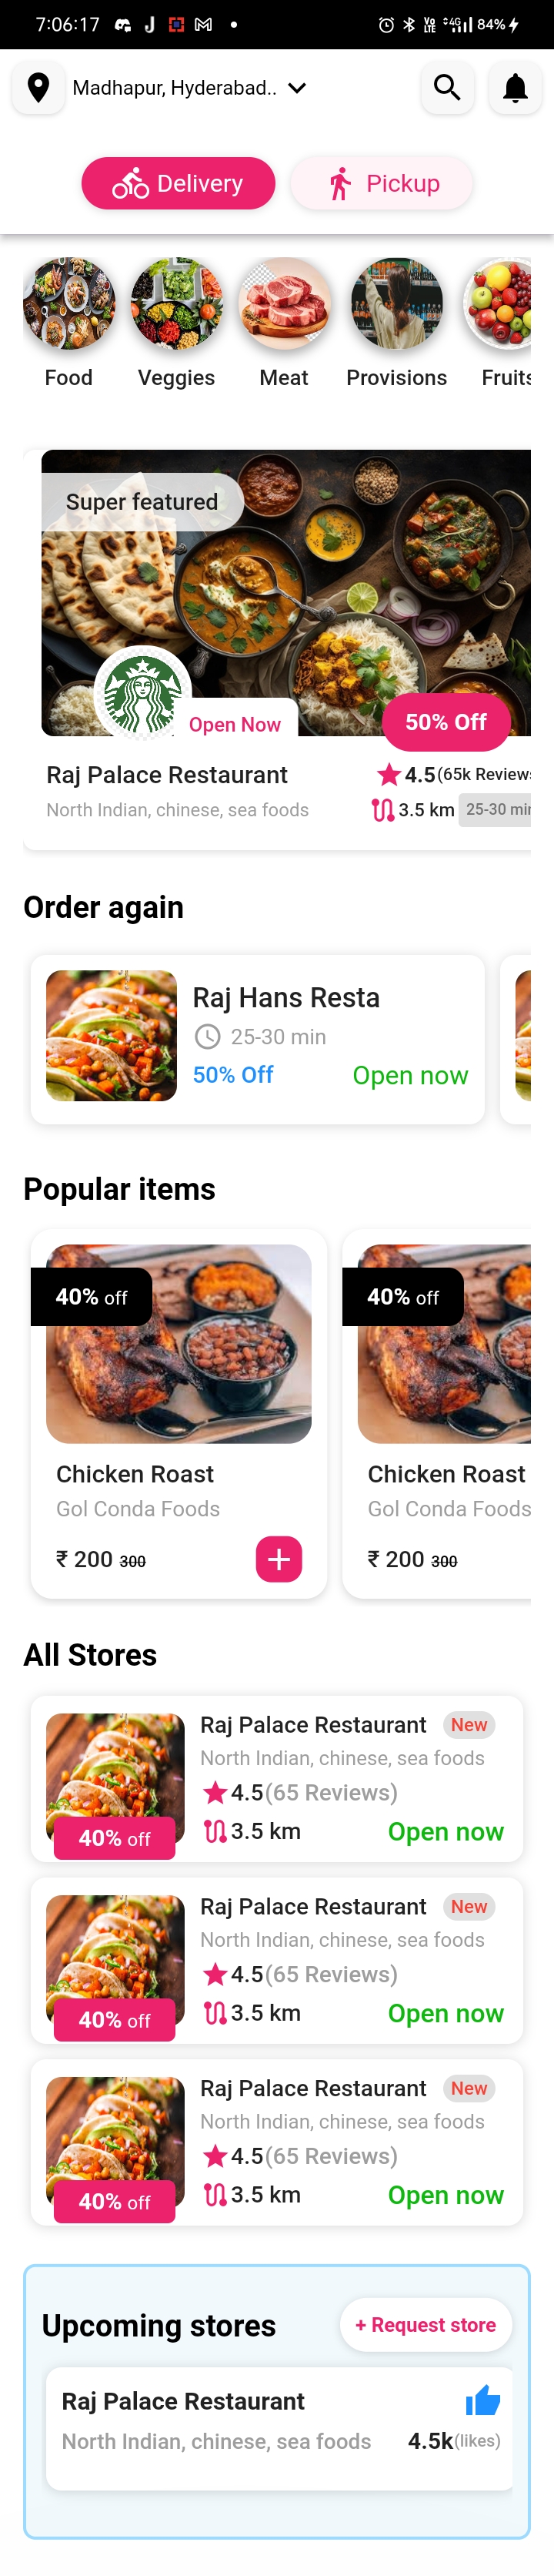 7:06:17
84%
Madhapur, Hyderabad..
Delivery
Pickup
Food
Veggies
Meat
Provisions
Fruits
Super featured
Open Now
50% Off
Raj Palace Restaurant
4.5(65k Reviews
North Indian, chinese, sea foods
3.5 km
25-30 min
Order again
Raj Hans Resta
25-30 min
50% Off
Open now
Popular items
40% off
40% off
Chicken Roast
Chicken Roast
Gol Conda Foods
Gol Conda Foods
₹ 200 300
₹ 200 300
All Stores
Raj Palace Restaurant New
North Indian, chinese, sea foods
4.5(65 Reviews)
40% off
3.5 km
Open now
Raj Palace Restaurant New
North Indian, chinese, sea foods
4.5(65 Reviews)
40% off
3.5 km
Open now
Raj Palace Restaurant New
North Indian, chinese, sea foods
4.5(65 Reviews)
40% off
3.5 km
Open now
Upcoming stores
+ Request store
Raj Palace Restaurant
North Indian, chinese, sea foods
4.5k(likes)